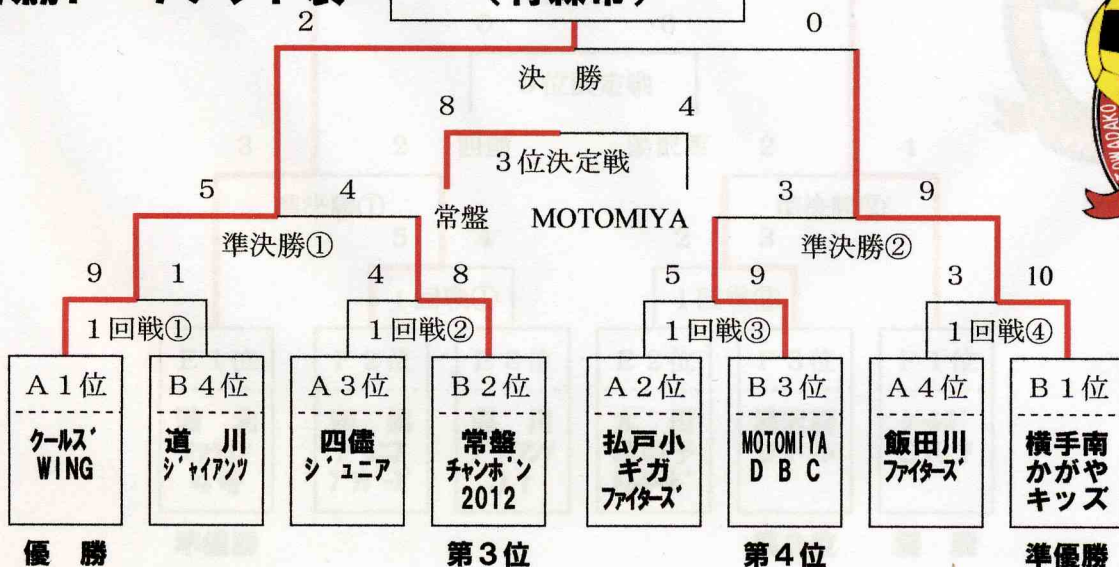 2 0
決 勝
8 4
3位決定戦
5 4 常盤 MOTOMIYA 3 9
準決勝① 準決勝②
9 1 4 8 5 9 3 10
1回戦① 1回戦② 1回戦③ 1回戦④
A1位 B4位 A3位 B2位 A2位 B3位 A4位 B1位
クールズ
WING
道 川
ジャイアンツ
四儘
ジュニア
常盤
チャンポン
2012
払戸小
ギガ
ファイターズ
MOTOMIYA
D B C
飯田川
ファイターズ
横手南
かがや
キッズ
優 勝 第3位 第4位 準優勝